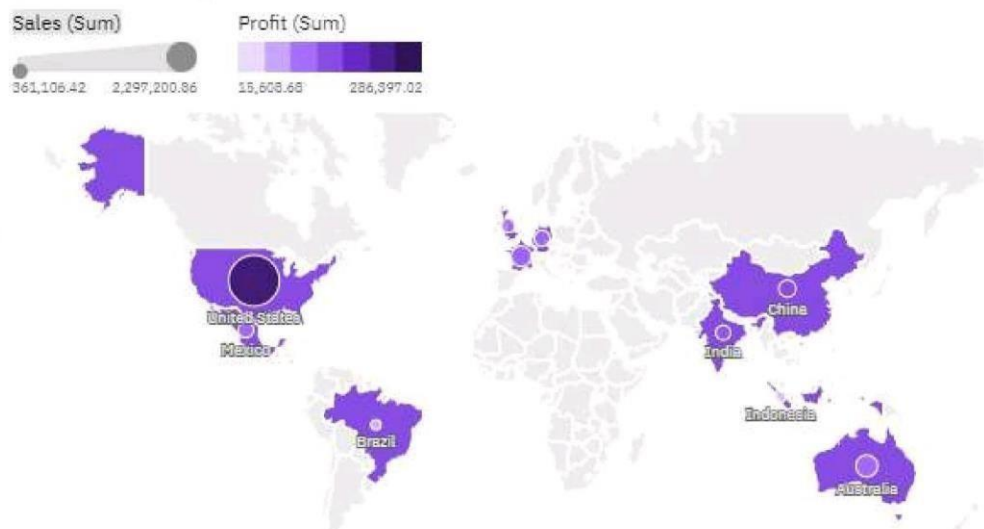 Sales (Sum)
Profit (Sum)
361,106.42
2,297,200.86
15,608.68
286,397.02
United States
Mexico
China
India
Brazil
Indonesia
Australia